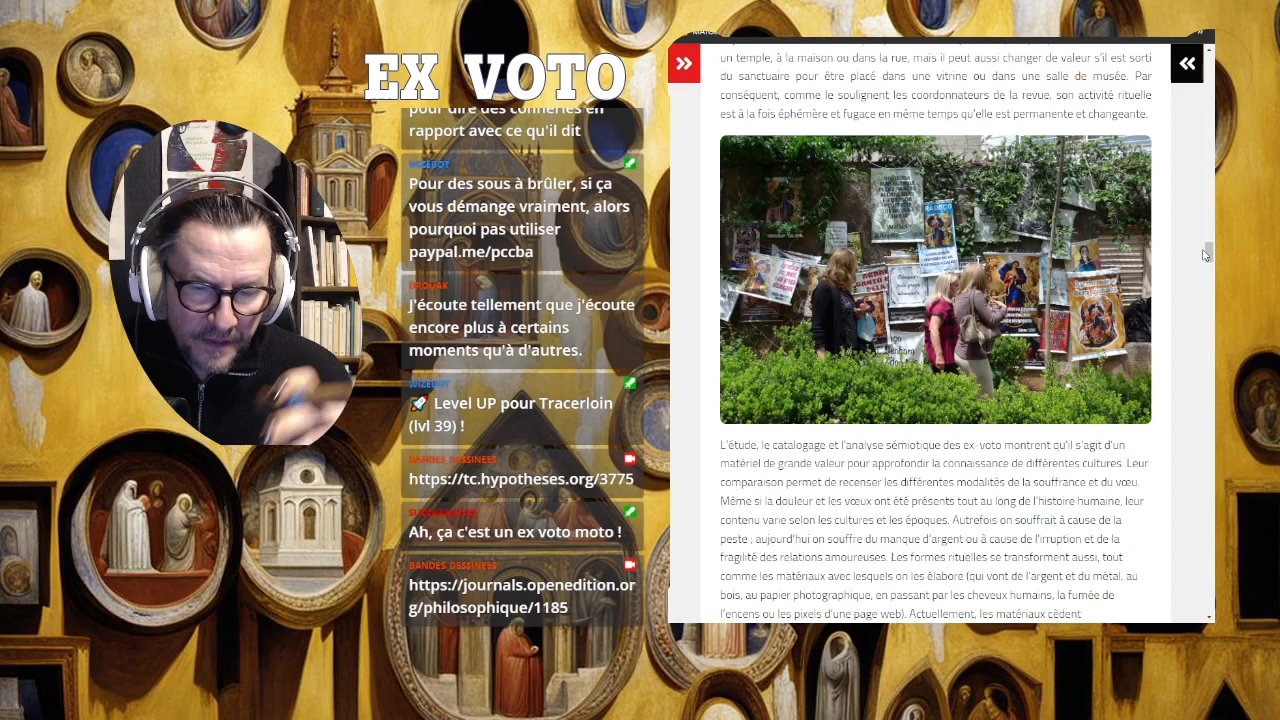 EX VOTO
pour dire des conneries en
rapport avec ce qu'il dit
WIZEBOT
Pour des sous à brûler, si ça
vous démange vraiment, alors
pourquoi pas utiliser
paypal.me/pccba
J'écoute tellement que j'écoute
encore plus à certains
moments qu'à d'autres.
WIZEBOT
🚀 Level UP pour Tracerloin
(lvl 39) !
BANDES_DESSINEES
https://tc.hypotheses.org/3775
Ah, ça c'est un ex voto moto !
BANDES_DESSINEES
https://journals.openedition.or
g/philosophique/1185
un temple, à la maison ou dans la rue, mais il peut aussi changer de valeur s'il est sorti
du sanctuaire pour être placé dans une vitrine ou dans une salle de musée. Par
conséquent, comme le soulignent les coordonnateurs de la revue, son activité rituelle
est à la fois éphémère et fugace en même temps qu'elle est permanente et changeante.
L'étude, le catalogage et l'analyse sémiotique des ex-voto montrent qu'il s'agit d'un
matériel de grande valeur pour approfondir la connaissance de différentes cultures. Leur
comparaison permet de recenser les différentes modalités de la souffrance et du vœu.
Même si la douleur et les vœux ont été présents tout au long de l'histoire humaine, leur
contenu varie selon les cultures et les époques. Autrefois on souffrait à cause de la
peste ; aujourd'hui on souffre du manque d'argent ou à cause de l'irruption et de la
fragilité des relations amoureuses. Les formes rituelles se transforment aussi, tout
comme les matériaux avec lesquels on les élabore (qui vont de l'argent et du métal, au
bois, au papier photographique, en passant par les cheveux humains, la fumée de
l'encens ou les pixels d'une page web). Actuellement, les matériaux cèdent